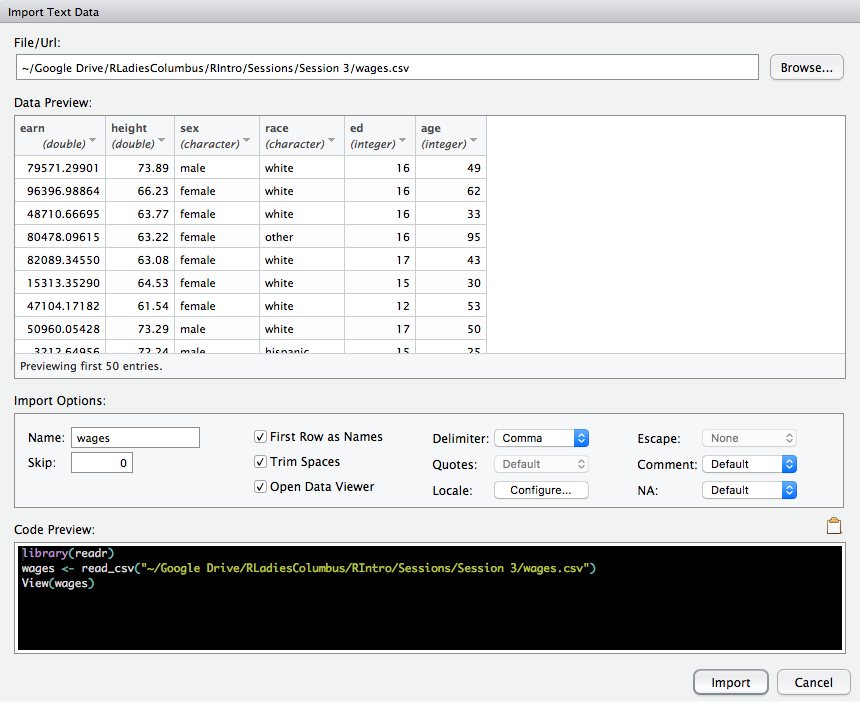 Import Text Data
File/Url:
~/Google Drive/RLadiesColumbus/RIntro/Sessions/Session 3/wages.csv Browse...
Data Preview:
earn height sex race ed age
(double) (double) (character) (character) (integer) (integer)
79571.29901 73.89 male white 16 49
96396.98864 66.23 female white 16 62
48710.66695 63.77 female white 16 33
80478.09615 63.22 female other 16 95
82089.34550 63.08 female white 17 43
15313.35290 64.53 female white 15 30
47104.17182 61.54 female white 12 53
50960.05428 73.29 male white 17 50
3212.64956 72.24 male hispanic 15 25
Previewing first 50 entries.
Import Options:
Name: wages First Row as Names Delimiter: Comma Escape: None
Skip: 0 Trim Spaces Quotes: Default Comment: Default
Open Data Viewer Locale: Configure... NA: Default
Code Preview:
library(readr)
wages <- read_csv("~/Google Drive/RLadiesColumbus/RIntro/Sessions/Session 3/wages.csv")
View(wages)
Import Cancel